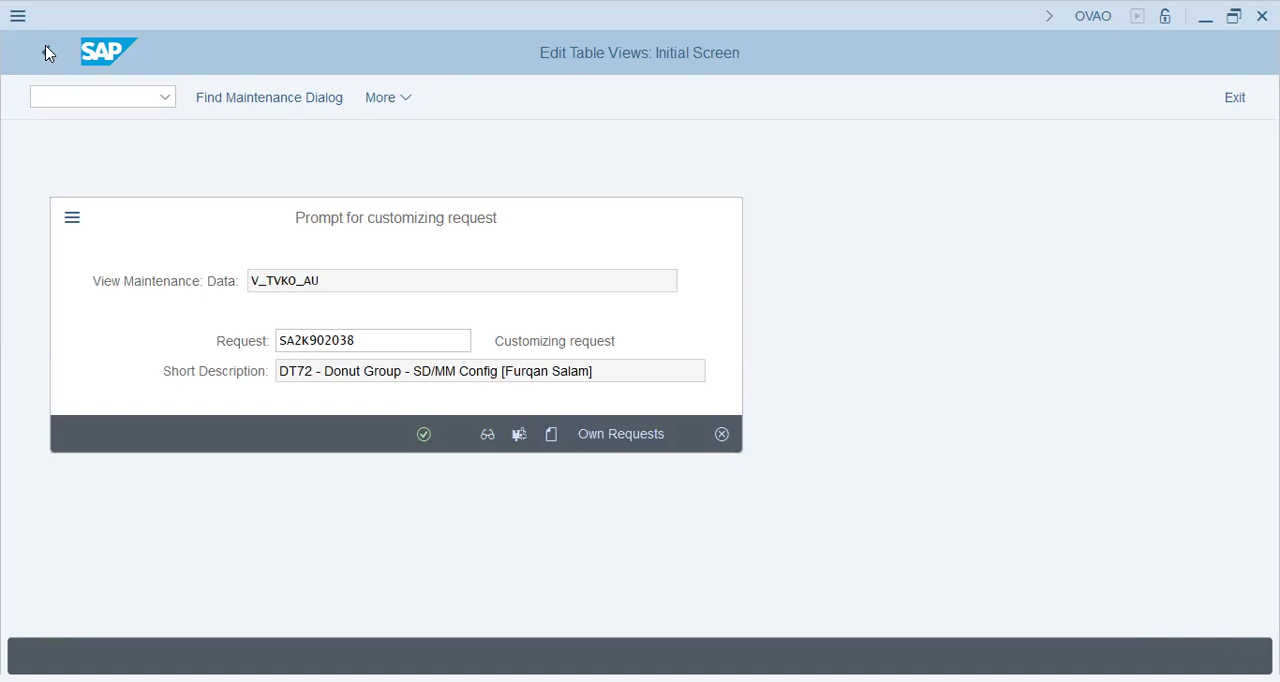 OVAO
SAP
Edit Table Views: Initial Screen
Find Maintenance Dialog
More
Exit
Prompt for customizing request
View Maintenance: Data:
V_TVKO_AU
Request:
SA2K902038
Customizing request
Short Description:
DT72 - Donut Group - SD/MM Config [Furqan Salam]
Own Requests